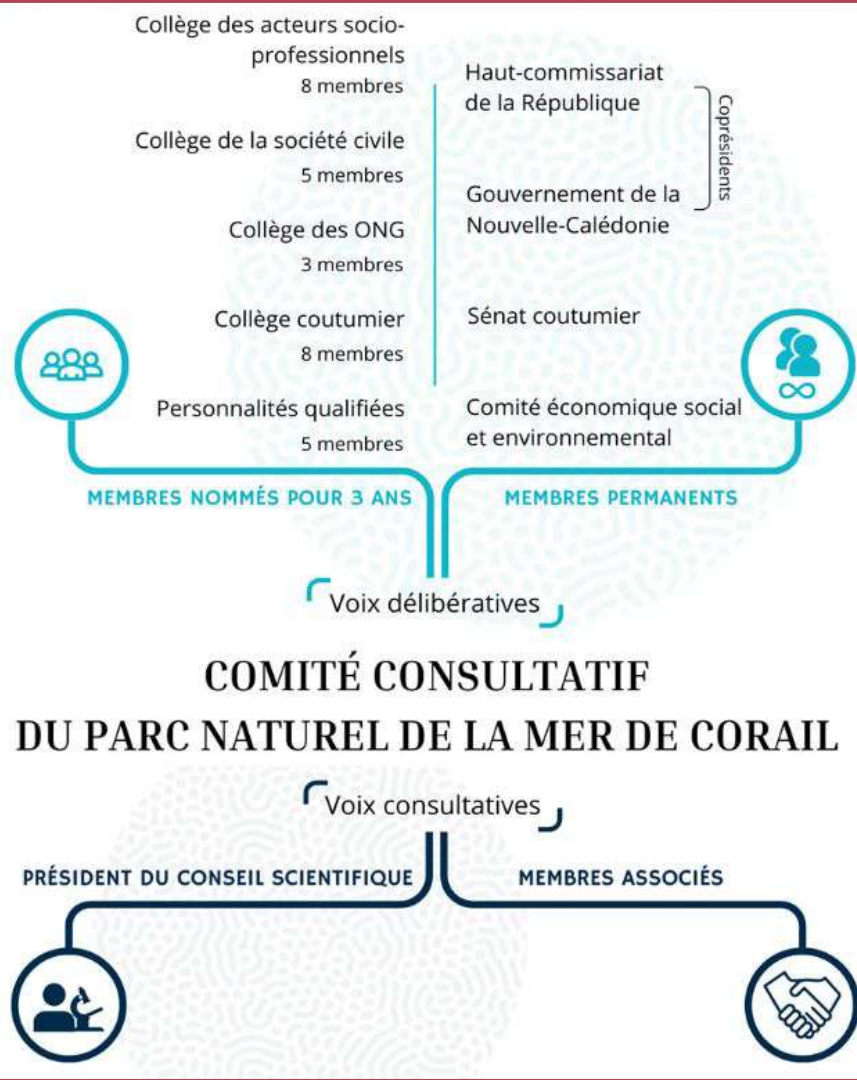 Collège des acteurs socio-
professionnels
8 membres
Collège de la société civile
5 membres
Collège des ONG
3 membres
Collège coutumier
8 membres
Personnalités qualifiées
5 membres
MEMBRES NOMMÉS POUR 3 ANS
Haut-commissariat
de la République
Gouvernement de la
Nouvelle-Calédonie
Coprésidents
Sénat coutumier
Comité économique social
et environnemental
MEMBRES PERMANENTS
Voix délibératives
COMITÉ CONSULTATIF
DU PARC NATUREL DE LA MER DE CORAIL
Voix consultatives
PRÉSIDENT DU CONSEIL SCIENTIFIQUE
MEMBRES ASSOCIÉS